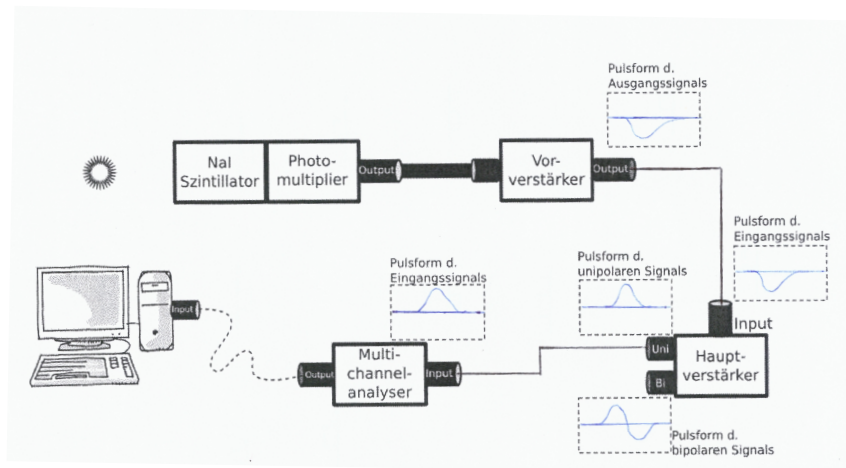 Pulsform d.
Ausgangssignals
NaI
Szintillator
Photo-
multiplier
Output
Vor-
verstärker
Output
Pulsform d.
Eingangssignals
Pulsform d.
Eingangssignals
Pulsform d.
unipolaren Signals
Input
Input
Output
Multi-
channel-
analyser
Input
Uni
Bi
Haupt-
verstärker
Pulsform d.
bipolaren Signals